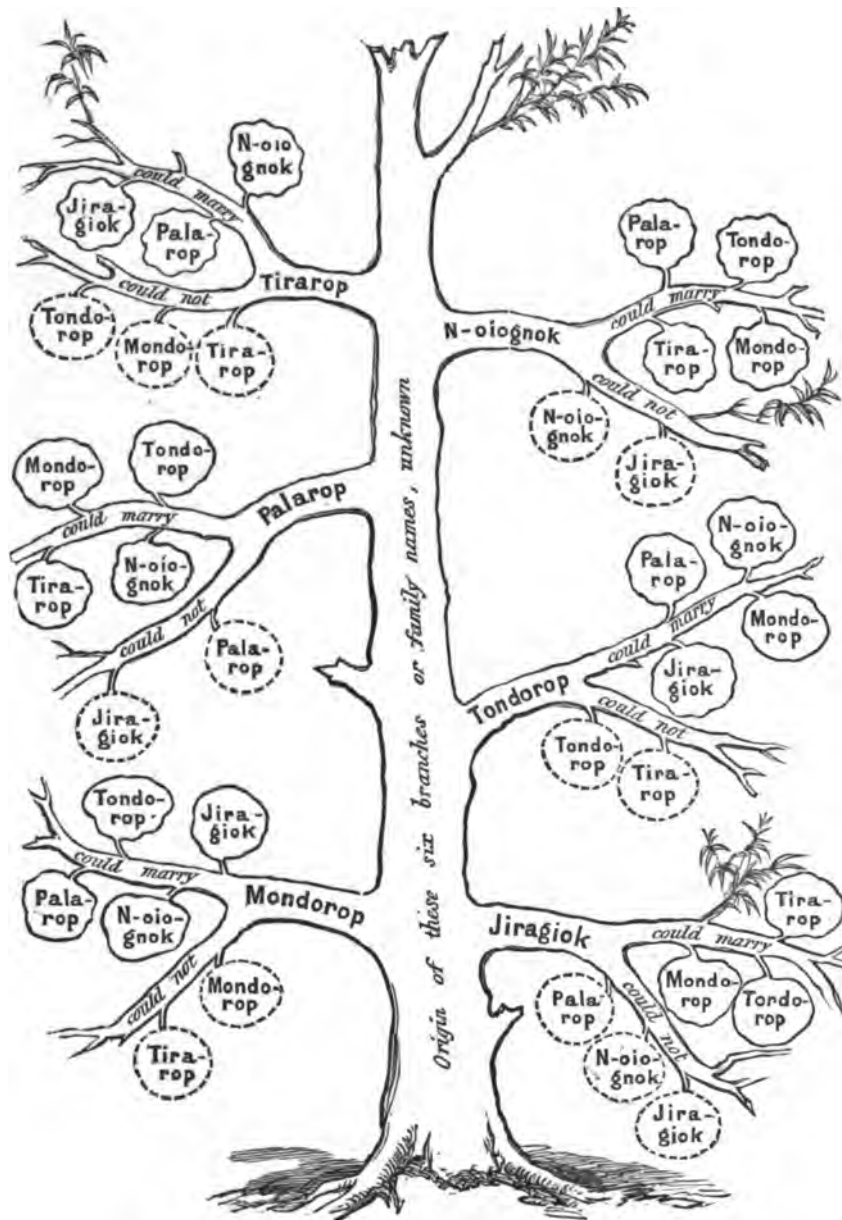 N-oio
gnok
could marry
Jira-
giok
Pala-
rop
Tirarop
could not
Tondo-
rop
Mondo-
rop
Tira-
rop
Pala-
rop
Tondo-
rop
could marry
N-oiognok
Tira-
rop
Mondo-
rop
could not
N-oio-
gnok
Jira-
giok
Mondo-
rop
Tondo-
rop
could marry
Palarop
Tira-
rop
N-oio-
gnok
could not
Pala-
rop
Jira-
giok
N-oio-
gnok
Pala-
rop
could marry
Mondo-
rop
Jira-
giok
Tondorop
could not
Tondo-
rop
Tira-
rop
Tondo-
rop
Jira-
giok
could marry
Pala-
rop
N-oio-
gnok
Mondorop
could not
Mondo-
rop
Tira-
rop
Jiragiok
could marry
Tira-
rop
Mondo-
rop
Tondo-
rop
could not
Pala-
rop
N-oio-
gnok
Jira-
giok
Origin of these six branches or family names, unknown